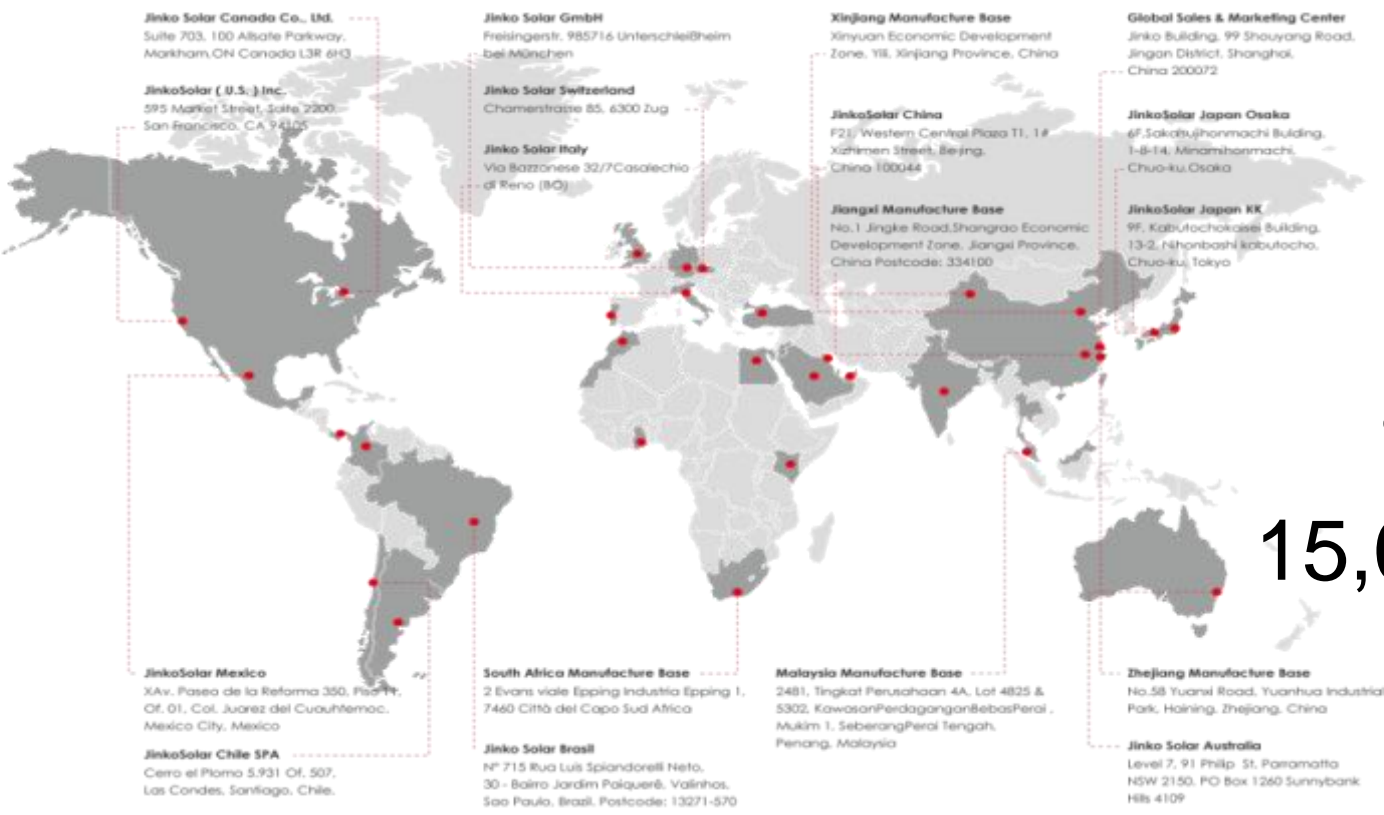 Jinko Solar Canada Co., Ltd.
Suite 703, 100 Allsate Parkway,
Markham,ON Canada L3R 6H3
JinkoSolar ( U.S. ) Inc.
595 Market Street, Suite 2200
San Francisco, CA 94105
Jinko Solar GmbH
Freisingerstr. 985716 Unterschleißheim
bei München
Jinko Solar Switzerland
Chamerstrasse 85, 6300 Zug
Jinko Solar Italy
Via Bazzanese 32/7Casalechio
di Reno (BO)
Xinjiang Manufacture Base
Xinyuan Economic Development
Zone, Yili, Xinjiang Province, China
JinkoSolar China
F21, Western Central Plaza T1, 1#
Xizhimen Street, Beijing,
China 100044
Jiangxi Manufacture Base
No.1 Jingke Road,Shangrao Economic
Development Zone, Jiangxi Province,
China Postcode: 334100
Global Sales & Marketing Center
Jinko Building, 99 Shouyang Road,
Jingan District, Shanghai,
China 200072
JinkoSolar Japan Osaka
6F,Sakaisujihonmachi Bulding,
1-8-14, Minamihonmachi,
Chuo-ku,Osaka
JinkoSolar Japan KK
9F, Kabutochokaisei Building,
13-2, Nihonbashi kabutocho,
Chuo-ku, Tokyo
15,
JinkoSolar Mexico
XAv. Pasea de la Reforma 350, Piso 11,
Of. 01, Col. Juarez del Cuauhtemoc,
Mexico City, Mexico
JinkoSolar Chile SPA
Cerro el Plomo 5.931 Of. 507,
Las Condes, Santiago, Chile.
South Africa Manufacture Base
2 Evans viale Epping Industria Epping 1,
7460 Città del Capo Sud Africa
Jinko Solar Brasil
N° 715 Rua Luis Spiandorelli Neto,
30 - Bairro Jardim Paiquerê, Valinhos,
Sao Paulo, Brazil. Postcode: 13271-570
Malaysia Manufacture Base
2481, Tingkat Perusahaan 4A, Lot 4825 &
5302, KawasanPerdaganganBebasPerai ,
Mukim 1, SeberangPerai Tengah,
Penang, Malaysia
Zhejiang Manufacture Base
No.58 Yuanxi Road, Yuanhua Industrial
Park, Haining, Zhejiang, China
Jinko Solar Australia
Level 7, 91 Philip St, Parramatta
NSW 2150, PO Box 1260 Sunnybank
Hills 4109